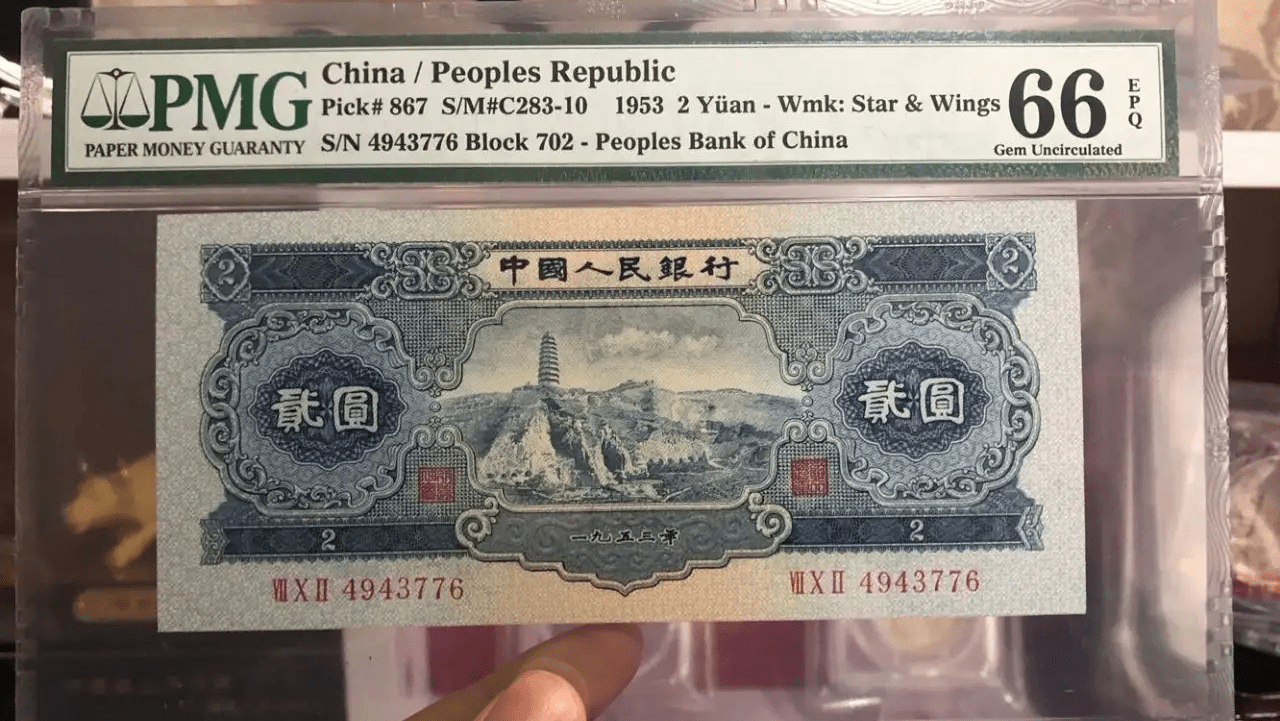 PMG
PAPER MONEY GUARANTY
China / Peoples Republic
Pick# 867 S/M#C283-10 1953 2 Yüan - Wmk: Star & Wings
S/N 4943776 Block 702 - Peoples Bank of China
66 EPQ
Gem Uncirculated
2 中國人民銀行 2
貳圓 貳圓
2 一九五三年 2
ⅦⅩⅡ 4943776 ⅦⅩⅡ 4943776